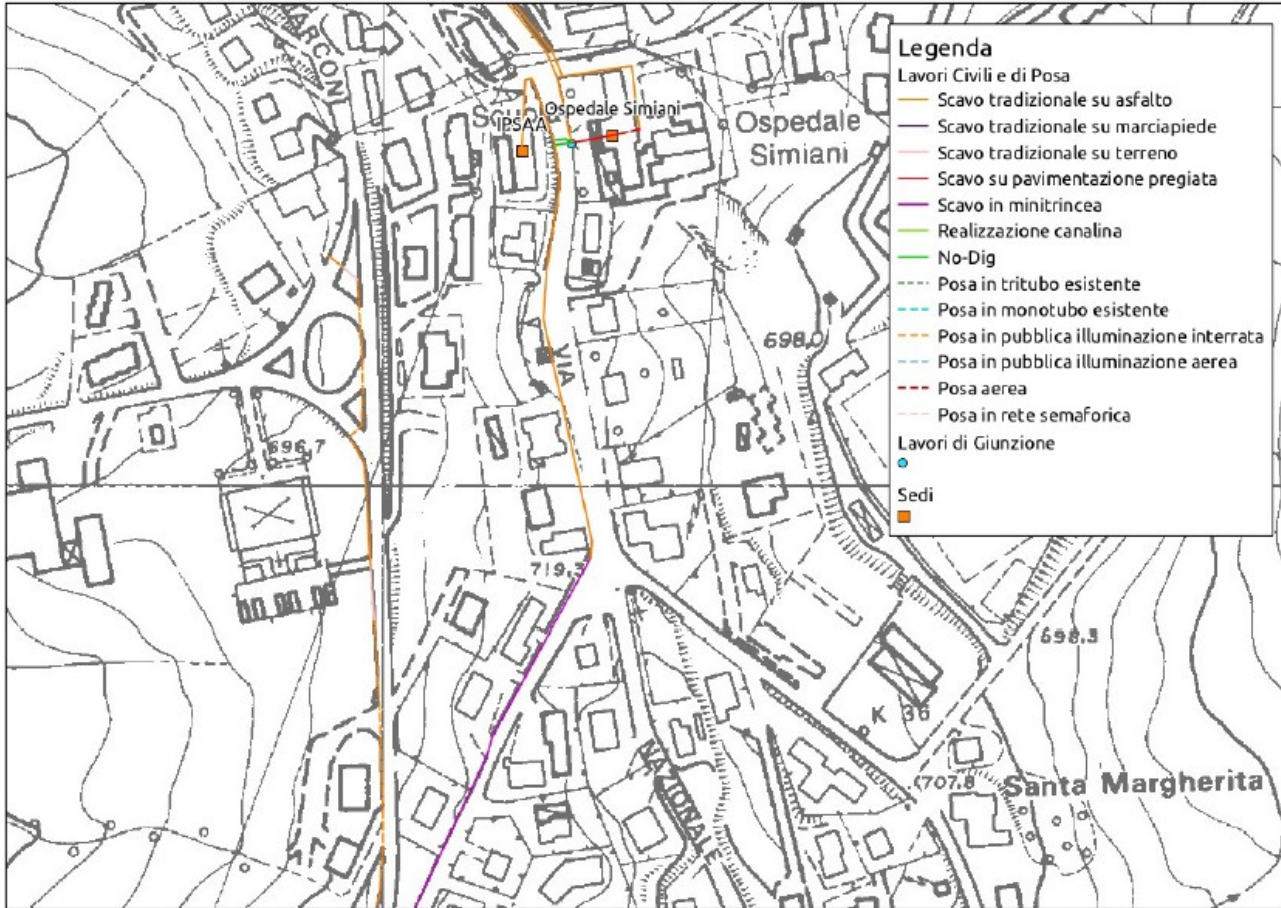 MARCONI
Scuola
IPSAA
Ospedale Simiani
Ospedale
Simiani
Legenda
Lavori Civili e di Posa
Scavo tradizionale su asfalto
Scavo tradizionale su marciapiede
Scavo tradizionale su terreno
Scavo su pavimentazione pregiata
Scavo in minitrincea
Realizzazione canalina
No-Dig
Posa in tritubo esistente
Posa in monotubo esistente
Posa in pubblica illuminazione interrata
Posa in pubblica illuminazione aerea
Posa aerea
Posa in rete semaforica
Lavori di Giunzione
Sedi
698,0
VIA
696,7
719,3
698.3
K 36
707.8
Santa Margherita
NAZIONALE